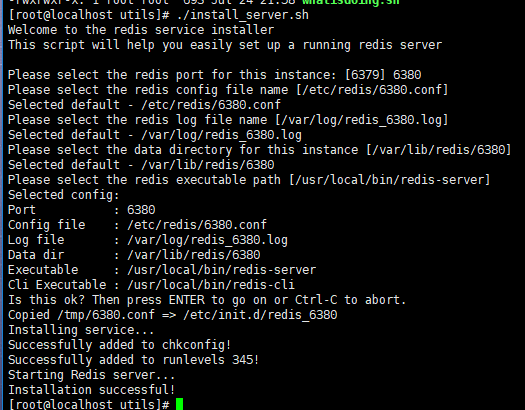 -rwxrwxr-x. 1 root root  693 Jul 24 21:58 whatisdoing.sh
[root@localhost utils]# ./install_server.sh
Welcome to the redis service installer
This script will help you easily set up a running redis server

Please select the redis port for this instance: [6379] 6380
Please select the redis config file name [/etc/redis/6380.conf]
Selected default - /etc/redis/6380.conf
Please select the redis log file name [/var/log/redis_6380.log]
Selected default - /var/log/redis_6380.log
Please select the data directory for this instance [/var/lib/redis/6380]
Selected default - /var/lib/redis/6380
Please select the redis executable path [/usr/local/bin/redis-server]
Selected config:
Port           : 6380
Config file    : /etc/redis/6380.conf
Log file       : /var/log/redis_6380.log
Data dir       : /var/lib/redis/6380
Executable     : /usr/local/bin/redis-server
Cli Executable : /usr/local/bin/redis-cli
Is this ok? Then press ENTER to go on or Ctrl-C to abort.
Copied /tmp/6380.conf => /etc/init.d/redis_6380
Installing service...
Successfully added to chkconfig!
Successfully added to runlevels 345!
Starting Redis server...
Installation successful!
[root@localhost utils]#